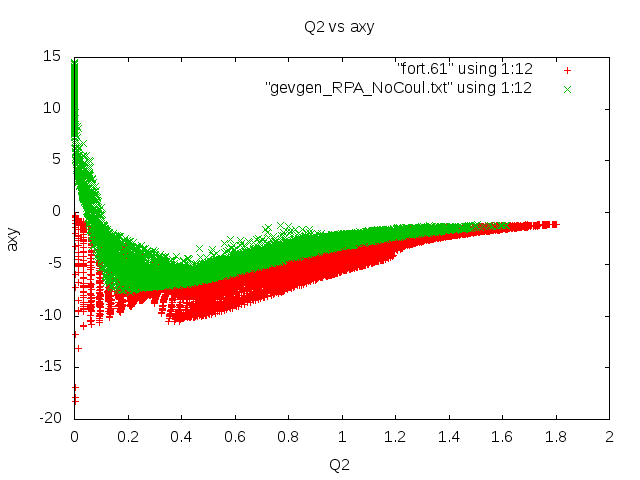 Q2 vs axy
"fort.61" using 1:12
"gevgen_RPA_NoCoul.txt" using 1:12
15
10
5
0
-5
-10
-15
-20
axy
0 0.2 0.4 0.6 0.8 1 1.2 1.4 1.6 1.8 2
Q2